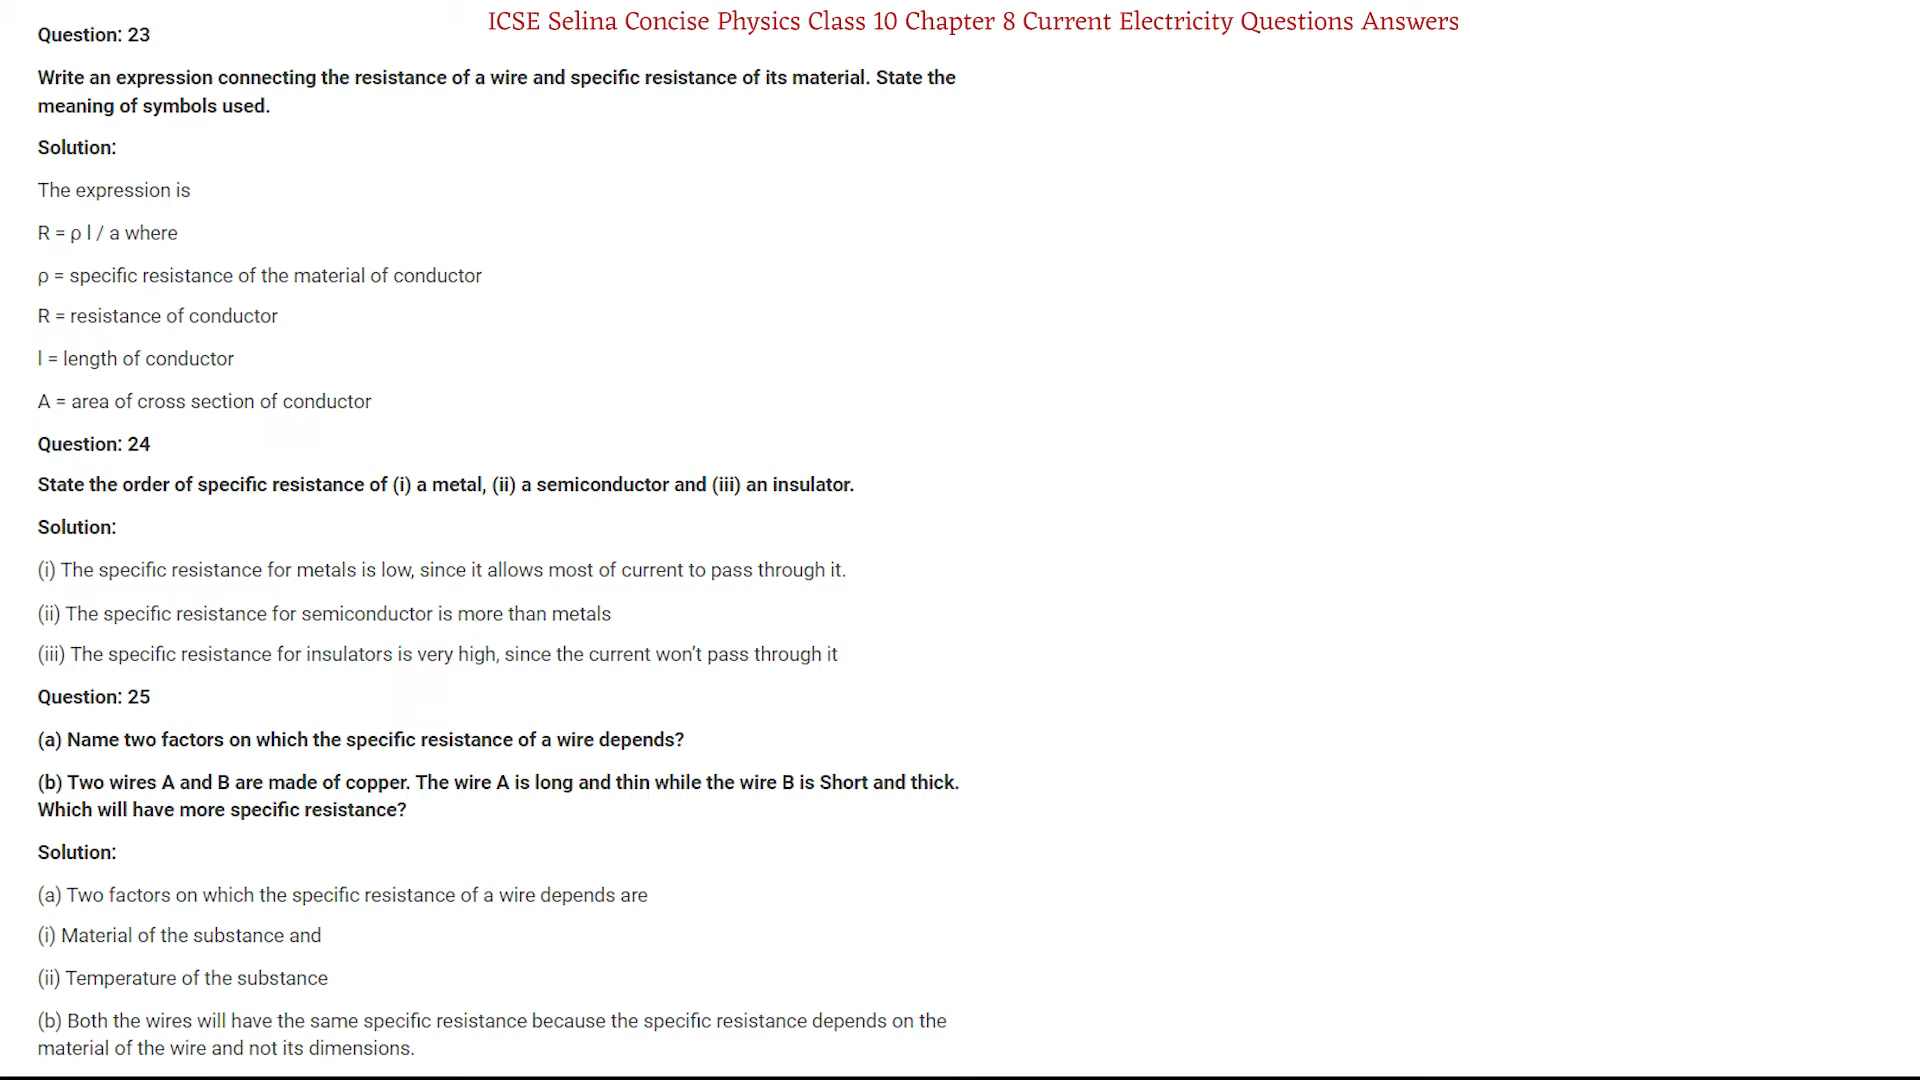 ICSE Selina Concise Physics Class 10 Chapter 8 Current Electricity Questions Answers
Question: 23
Write an expression connecting the resistance of a wire and specific resistance of its material. State the
meaning of symbols used.
Solution:
The expression is
R = ρ l / a where
ρ = specific resistance of the material of conductor
R = resistance of conductor
l = length of conductor
A = area of cross section of conductor
Question: 24
State the order of specific resistance of (i) a metal, (ii) a semiconductor and (iii) an insulator.
Solution:
(i) The specific resistance for metals is low, since it allows most of current to pass through it.
(ii) The specific resistance for semiconductor is more than metals
(iii) The specific resistance for insulators is very high, since the current won’t pass through it
Question: 25
(a) Name two factors on which the specific resistance of a wire depends?
(b) Two wires A and B are made of copper. The wire A is long and thin while the wire B is Short and thick.
Which will have more specific resistance?
Solution:
(a) Two factors on which the specific resistance of a wire depends are
(i) Material of the substance and
(ii) Temperature of the substance
(b) Both the wires will have the same specific resistance because the specific resistance depends on the
material of the wire and not its dimensions.